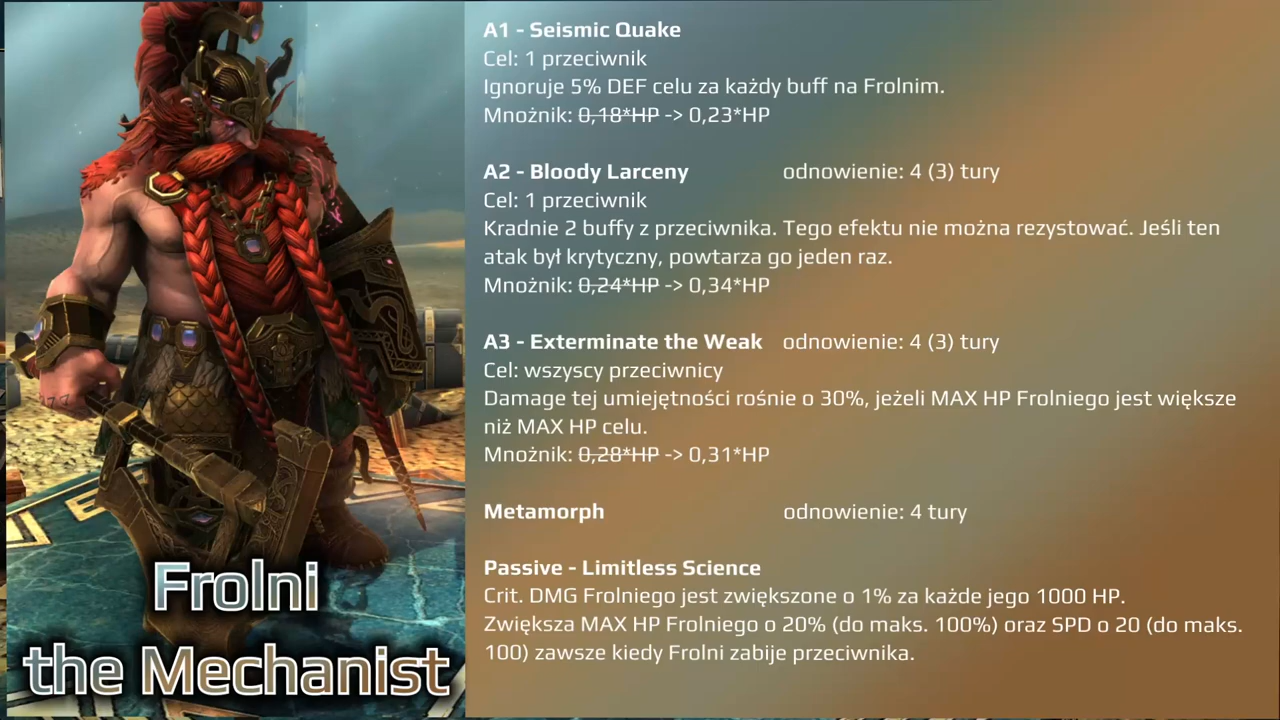 A1 - Seismic Quake
Cel: 1 przeciwnik
Ignoruje 5% DEF celu za każdy buff na Frolnim.
Mnożnik: 0,18*HP -> 0,23*HP
A2 - Bloody Larceny odnowienie: 4 (3) tury
Cel: 1 przeciwnik
Kradnie 2 buffy z przeciwnika. Tego efektu nie można rezystować. Jeśli ten
atak był krytyczny, powtarza go jeden raz.
Mnożnik: 0,24*HP -> 0,34*HP
A3 - Exterminate the Weak odnowienie: 4 (3) tury
Cel: wszyscy przeciwnicy
Damage tej umiejętności rośnie o 30%, jeżeli MAX HP Frolniego jest większe
niż MAX HP celu.
Mnożnik: 0,28*HP -> 0,31*HP
Metamorph odnowienie: 4 tury
Passive - Limitless Science
Crit. DMG Frolniego jest zwiększone o 1% za każde jego 1000 HP.
Zwiększa MAX HP Frolniego o 20% (do maks. 100%) oraz SPD o 20 (do maks.
100) zawsze kiedy Frolni zabije przeciwnika.
Frolni
the Mechanist